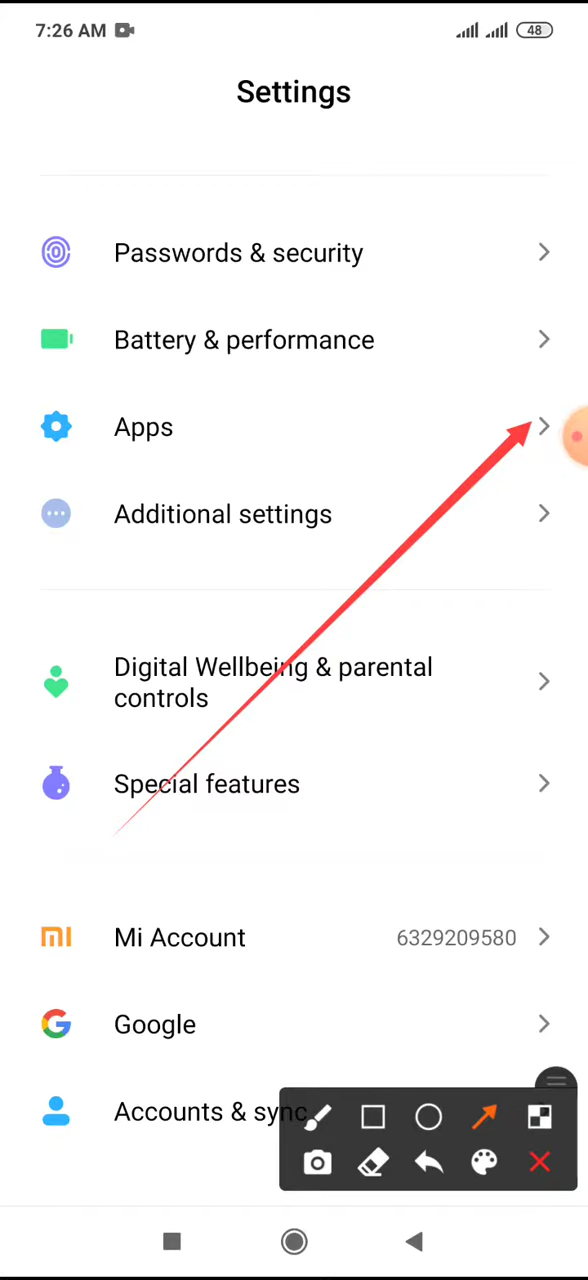 7:26 AM
48
Settings
Passwords & security
Battery & performance
Apps
Additional settings
Digital Wellbeing & parental
controls
Special features
Mi Account 6329209580
Google
Accounts & sync